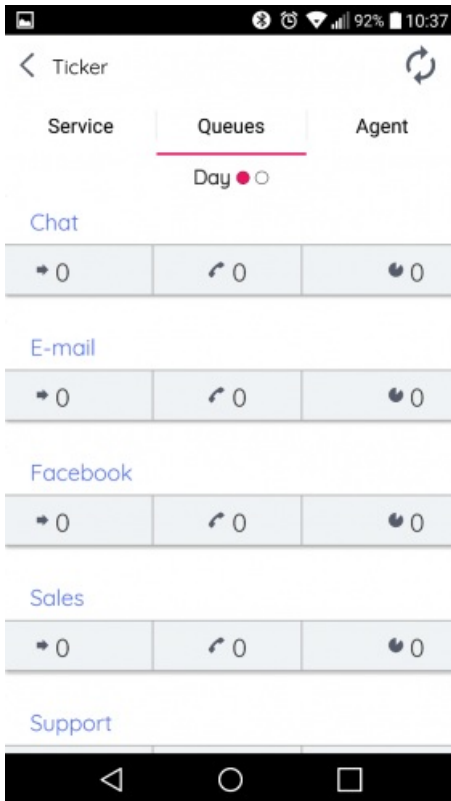 92% 10:37
Ticker
Service Queues Agent
Day
Chat
0 0 0
E-mail
0 0 0
Facebook
0 0 0
Sales
0 0 0
Support